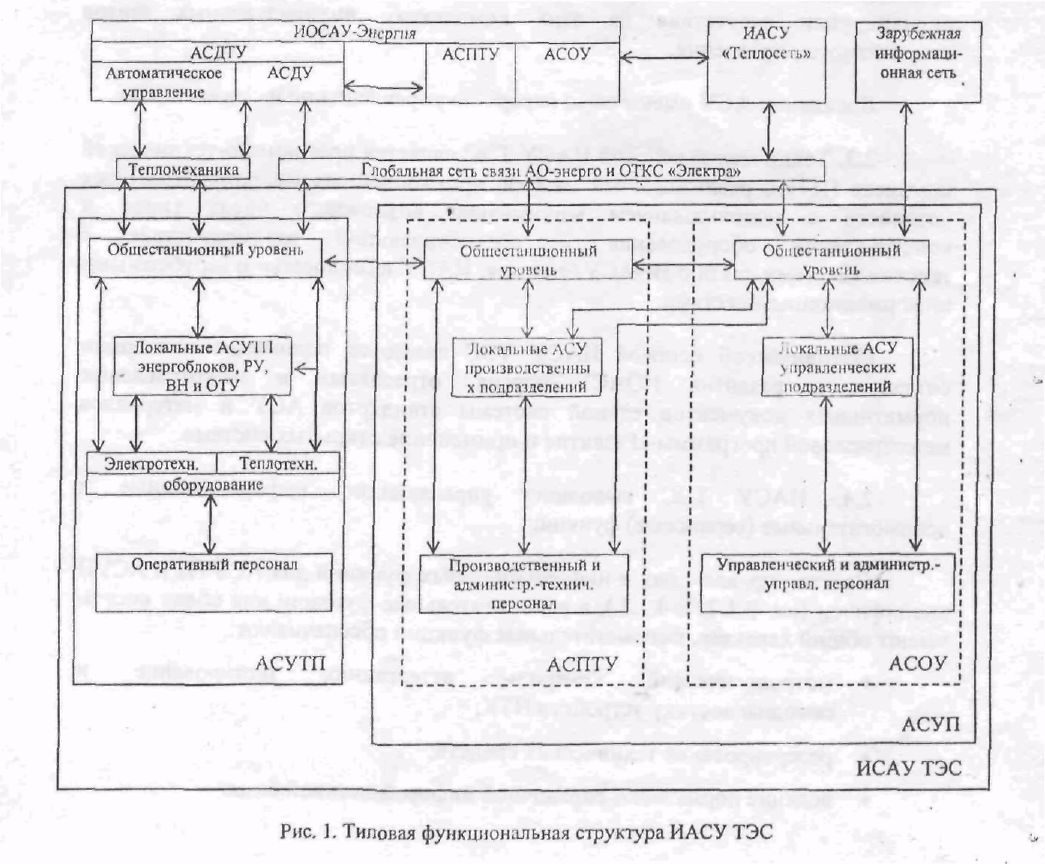 ИОСАУ-Энергия
АСДТУ
Автоматическое
управление
АСДУ
АСПТУ
АСОУ
ИАСУ
«Теплосеть»
Зарубежная
информаци-
онная сеть
Тепломеханика
Глобальная сеть связи АО-энерго и ОТКС «Электра»
Общестанционный уровень
Общестанционный
уровень
Общестанционный
уровень
Локальные АСУТП
энергоблоков, РУ,
ВН и ОТУ
Локальные АСУ
производственны
х подразделений
Локальные АСУ
управленческих
подразделений
Электротехн.
Теплотехн.
оборудование
Оперативный персонал
Производственный и
администр.-технич.
персонал
Управленческий и администр.-
управл. персонал
АСУТП
АСПТУ
АСОУ
АСУП
ИСАУ ТЭС
Рис. 1. Типовая функциональная структура ИАСУ ТЭС